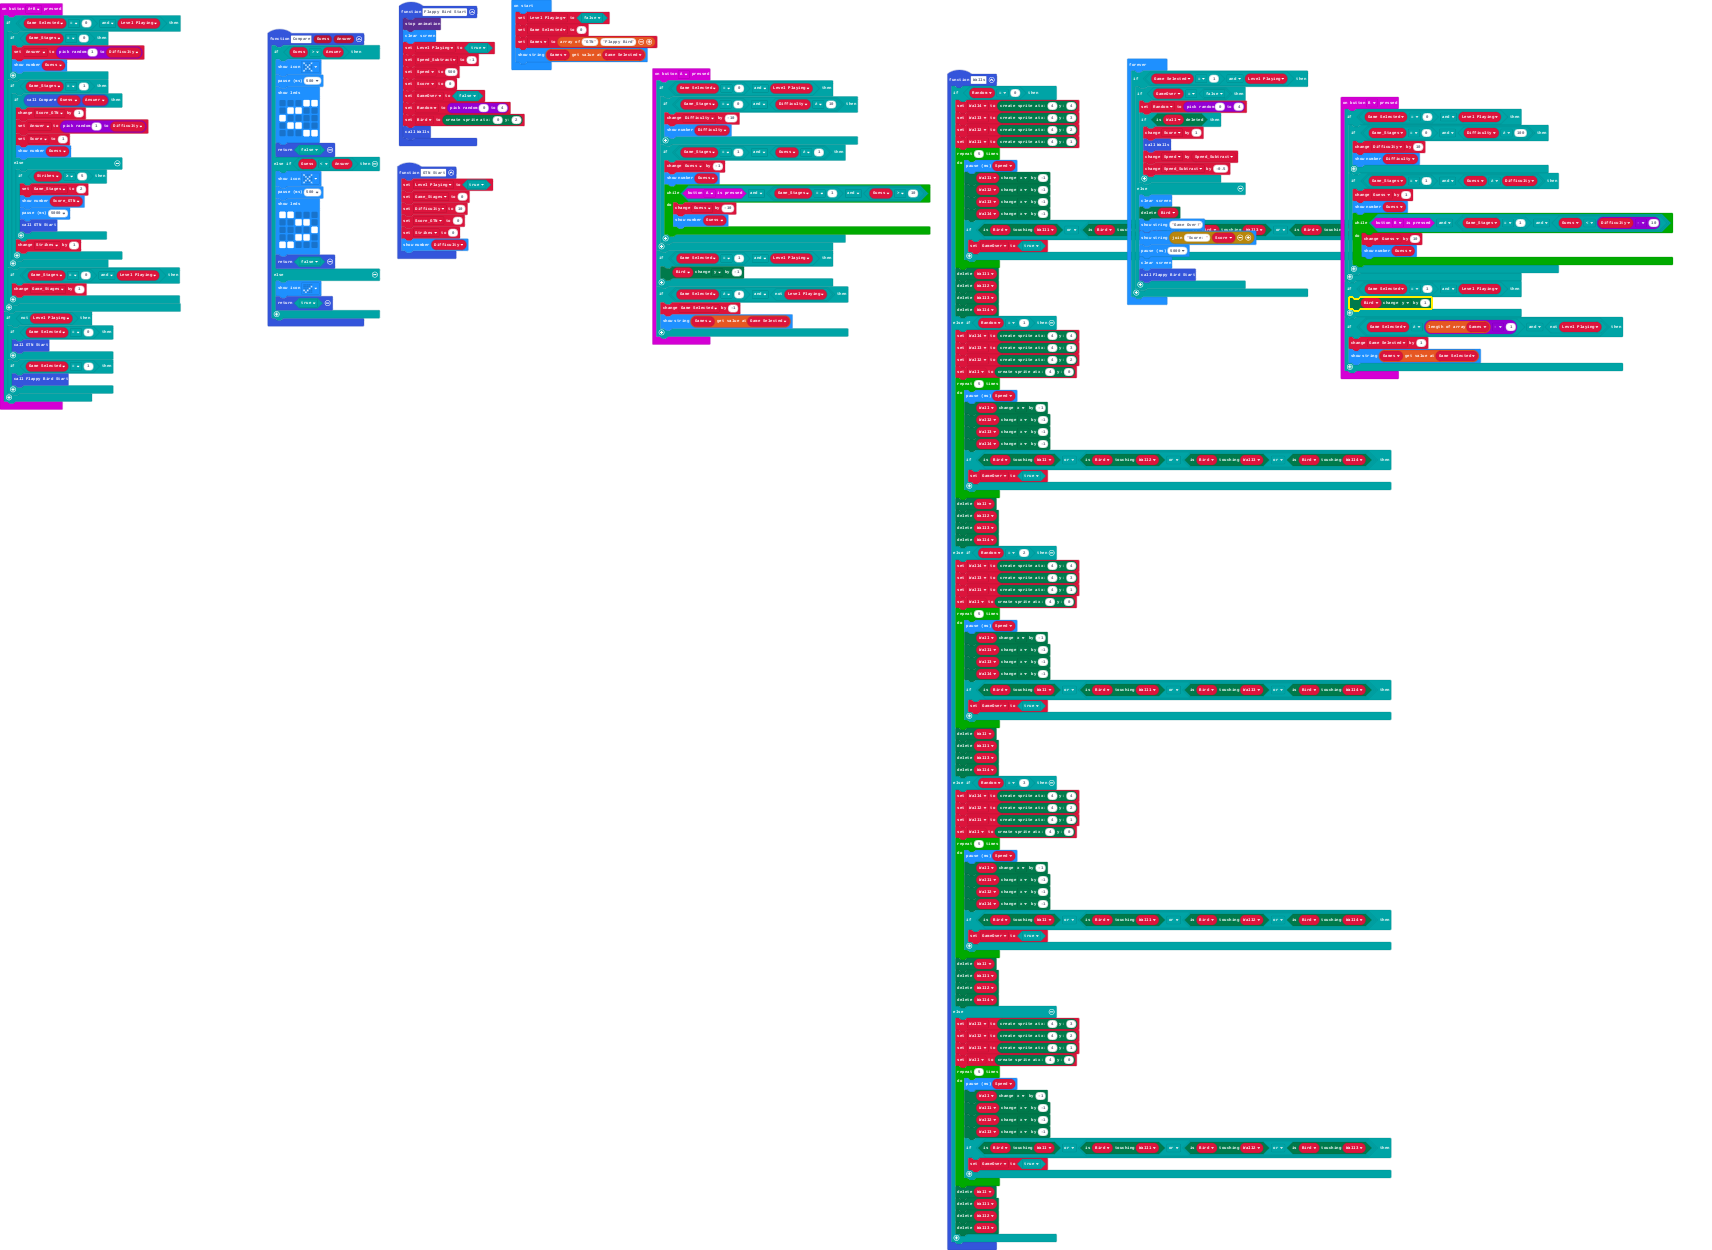 on button A+B pressed
if Game Selected = 0 and Level Playing then
if Game_Stages = 0 then
set Answer to pick random 1 to Difficulty
show number Guess
if Game_Stages = 1 then
if call Compare Guess Answer then
change Score_GTN by 1
set Answer to pick random 1 to Difficulty
show number Guess
else
if Strikes ≥ then
set Game_Stages to 2
show number Score_GTN
pause (ms)
call GTN Start
change Strikes by 1
if Game_Stages = 0 and Level Playing then
change Game_Stages by 1
if not Level Playing then
if Game Selected = 0 then
call GTN Start
if Game Selected = 1 then
call Flappy Bird Start
function Compare Guess Answer
if Guess > Answer then
show icon
pause (ms) 500
show leds
return false
else if Guess < Answer then
show icon
pause (ms) 500
show leds
return false
else
show icon
return true
function Flappy Bird Start
stop animation
clear screen
set Level Playing to true
set Speed_Subtract to
set Speed to 500
set Score to 0
set GameOver to false
set Random to pick random 0 to 4
set Bird to create sprite at x: y: 2
call Walls
function GTN Start
set Level Playing to true
set Game_Stages to 0
set Difficulty to 10
set Score_GTN to 0
set Strikes to 0
show number Difficulty
on start
set Level Playing to false
set Game Selected to 0
set Games to array of "GTN" "Flappy Bird"
show string Games get value at Game Selected
on button A pressed
if Game Selected = 0 and Level Playing then
if Game_Stages = 0 and Difficulty ≥ 10 then
change Difficulty by -10
show number Difficulty
if Game_Stages = 1 and Guess ≥ 1 then
change Guess by -1
show number Guess
while button A is pressed and Game_Stages = 1 and Guess > 10
do
change Guess by -10
show number Guess
if Game Selected = 1 and Level Playing then
Bird change y by -1
if Game Selected ≠ 0 and not Level Playing then
change Game Selected by -1
show string Games get value at Game Selected
function Walls
if Random = 0 then
set Wall4 to create sprite at x: 4 y: 4
set Wall3 to create sprite at x: 4 y: 3
set Wall2 to create sprite at x: 4 y: 2
set Wall1 to create sprite at x: 4 y: 1
repeat times
do pause (ms) Speed
Wall1 change x by -1
Wall2 change x by -1
Wall3 change x by -1
Wall4 change x by -1
if is Bird touching Wall1 or is Bird
set GameOver to true
delete Wall1
delete Wall2
delete Wall3
delete Wall4
else if Random = 1 then
set Wall4 to create sprite at x: 4 y: 4
set Wall3 to create sprite at x: 4 y: 3
set Wall2 to create sprite at x: 4 y: 2
set Wall to create sprite at x: 4 y: 0
repeat times
do pause (ms) Speed
Wall change x by -1
Wall2 change x by -1
Wall3 change x by -1
Wall4 change x by -1
if is Bird touching Wall or is Bird touching Wall2 or is Bird touching Wall3 or is Bird touching Wall4 then
set GameOver to true
delete Wall
delete Wall2
delete Wall3
delete Wall4
else if Random = 2 then
set Wall4 to create sprite at x: 4 y:
set Wall3 to create sprite at x: 4 y: 3
set Wall1 to create sprite at x: 4 y: 1
set Wall to create sprite at x: 4 y: 0
repeat times
do pause (ms) Speed
Wall change x by -1
Wall1 change x by -1
Wall3 change x by -1
Wall4 change x by -1
if is Bird touching Wall or is Bird touching Wall1 or is Bird touching Wall3 or is Bird touching Wall4 then
set GameOver to true
delete Wall
delete Wall1
delete Wall3
delete Wall4
else if Random = 3 then
set Wall4 to create sprite at x: 4 y: 4
set Wall2 to create sprite at x: 4 y: 2
set Wall1 to create sprite at x: 4 y: 1
set Wall to create sprite at x: 4 y: 0
repeat times
do pause (ms) Speed
Wall change x by -1
Wall1 change x by -1
Wall2 change x by -1
Wall4 change x by -1
if is Bird touching Wall or is Bird touching Wall1 or is Bird touching Wall2 or is Bird touching Wall4 then
set GameOver to true
delete Wall
delete Wall1
delete Wall2
delete Wall4
else
set Wall3 to create sprite at x: 4 y: 3
set Wall2 to create sprite at x: 4 y: 2
set Wall1 to create sprite at x: 4 y: 1
set Wall to create sprite at x: 4 y: 0
repeat times
do pause (ms) Speed
Wall change x by -1
Wall1 change x by -1
Wall2 change x by -1
Wall3 change x by -1
if is Bird touching Wall or is Bird touching Wall1 or is Bird touching Wall2 or is Bird touching Wall3 then
set GameOver to true
delete Wall
delete Wall1
delete Wall2
delete Wall3
forever
if Game Selected = 1 and Level Playing then
if GameOver = false then
set Random to pick random 0 to
if is Wall deleted then
change Score by 1
call Walls
change Speed by Speed_Subtract
change Speed_Subtract by
else
clear screen
delete Bird
show string "Game Over!"
show string join "Score: " Score
pause (ms) 5000
clear screen
call Flappy Bird Start
on button B pressed
if Game Selected = 0 and Level Playing then
if Game_Stages = 0 and Difficulty ≠ 100 then
change Difficulty by 10
show number Difficulty
if Game_Stages = 1 and Guess ≠ Difficulty then
change Guess by 1
show number Guess
while button B is pressed and Game_Stages = 1 and Guess < Difficulty - 10
do
change Guess by 10
show number Guess
if Game Selected = 1 and Level Playing then
Bird change y by 1
if Game Selected ≠ length of array Games - 1 and not Level Playing then
change Game Selected by 1
show string Games get value at Game Selected